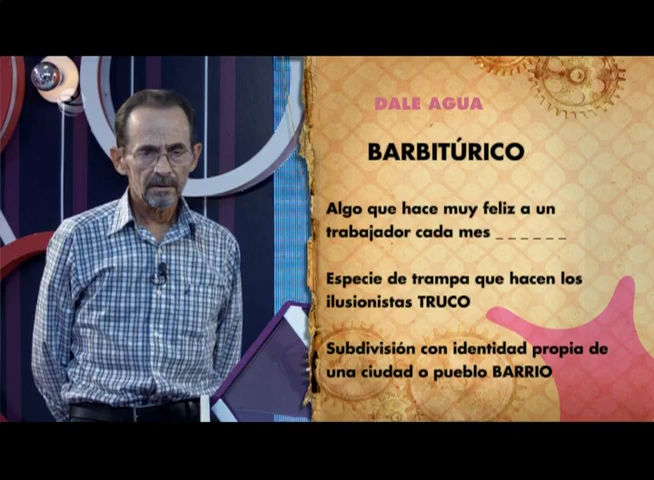 DALE AGUA
BARBITÚRICO
Algo que hace muy feliz a un
trabajador cada mes _ _ _ _ _ _
Especie de trampa que hacen los
ilusionistas TRUCO
Subdivisión con identidad propia de
una ciudad o pueblo BARRIO